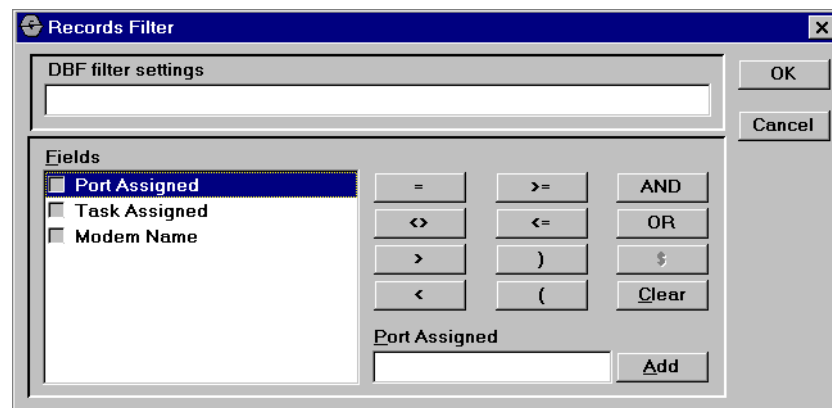 Records Filter
DBF filter settings
OK
Cancel
Fields
Port Assigned
Task Assigned
Modem Name
= >= AND
<> <= OR
> ) $
< ( Clear
Port Assigned
Add